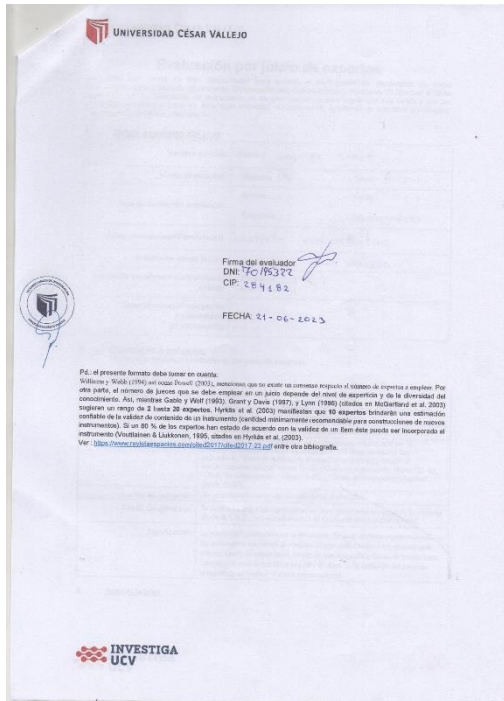 UNIVERSIDAD CÉSAR VALLEJO
Firma del evaluador
DNI: 70195322
CIP: 284182
FECHA: 21-06-2023
Pd.: el presente formato debe tomar en cuenta:
Williams y Webb (1994) así como Powell (2003), mencionan que no existe un consenso respecto al número de expertos a emplear. Por
otra parte, el número de jueces que se debe emplear en un juicio depende del nivel de experticia y de la diversidad del
conocimiento. Así, mientras Gable y Wolf (1993), Grant y Davis (1997), y Lynn (1986) (citados en McGartland et al. 2003)
sugieren un rango de 2 hasta 20 expertos, Hyrkäs et al. (2003) manifiestan que 10 expertos brindarán una estimación
confiable de la validez de contenido de un instrumento (cantidad mínimamente recomendable para construcciones de nuevos
instrumentos). Si un 80 % de los expertos han estado de acuerdo con la validez de un ítem éste puede ser incorporado al
instrumento (Voutilainen & Liukkonen, 1995, citados en Hyrkäs et al. (2003).
Ver : https://www.revistaespacios.com/cited2017/cited2017-23.pdf entre otra bibliografía.
INVESTIGA
UCV